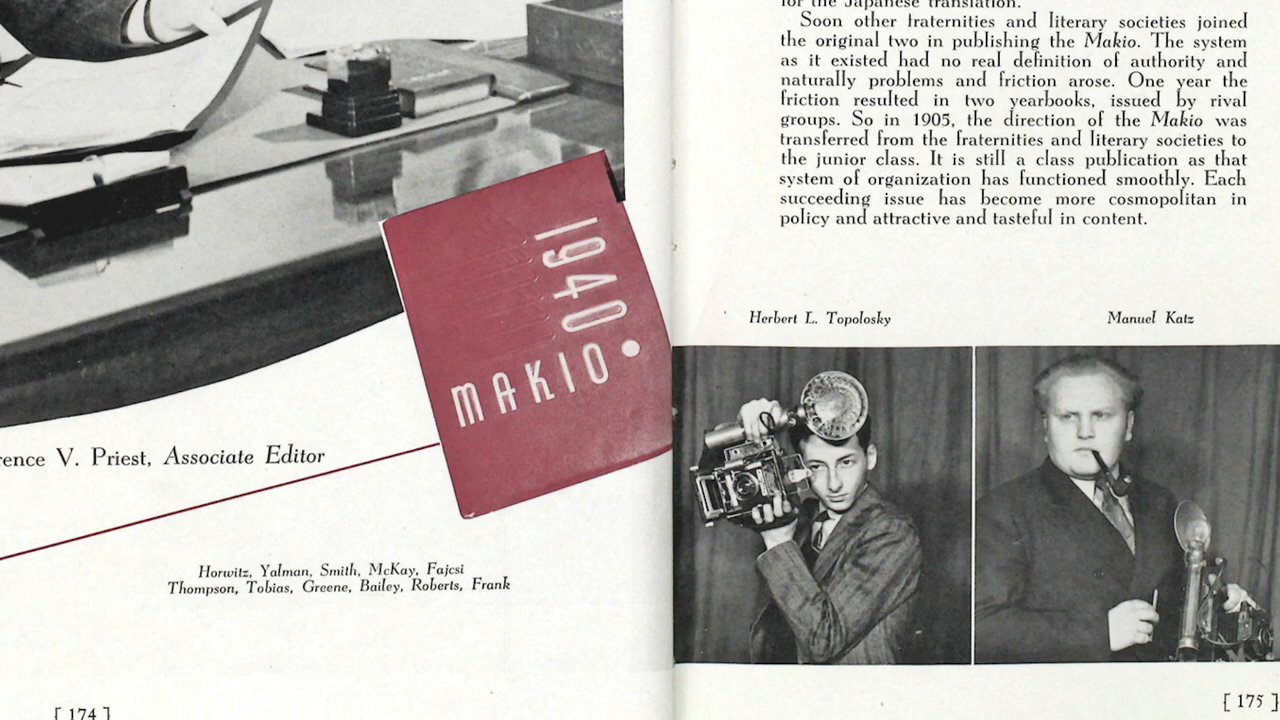 1940
MAKIO
rence V. Priest, Associate Editor
Horwitz, Yalman, Smith, McKay, Fajcsi
Thompson, Tobias, Greene, Bailey, Roberts, Frank
[ 174 ]
for the Japanese translation.
Soon other fraternities and literary societies joined
the original two in publishing the Makio. The system
as it existed had no real definition of authority and
naturally problems and friction arose. One year the
friction resulted in two yearbooks, issued by rival
groups. So in 1905, the direction of the Makio was
transferred from the fraternities and literary societies to
the junior class. It is still a class publication as that
system of organization has functioned smoothly. Each
succeeding issue has become more cosmopolitan in
policy and attractive and tasteful in content.
Herbert L. Topolosky
Manuel Katz
[ 175 ]